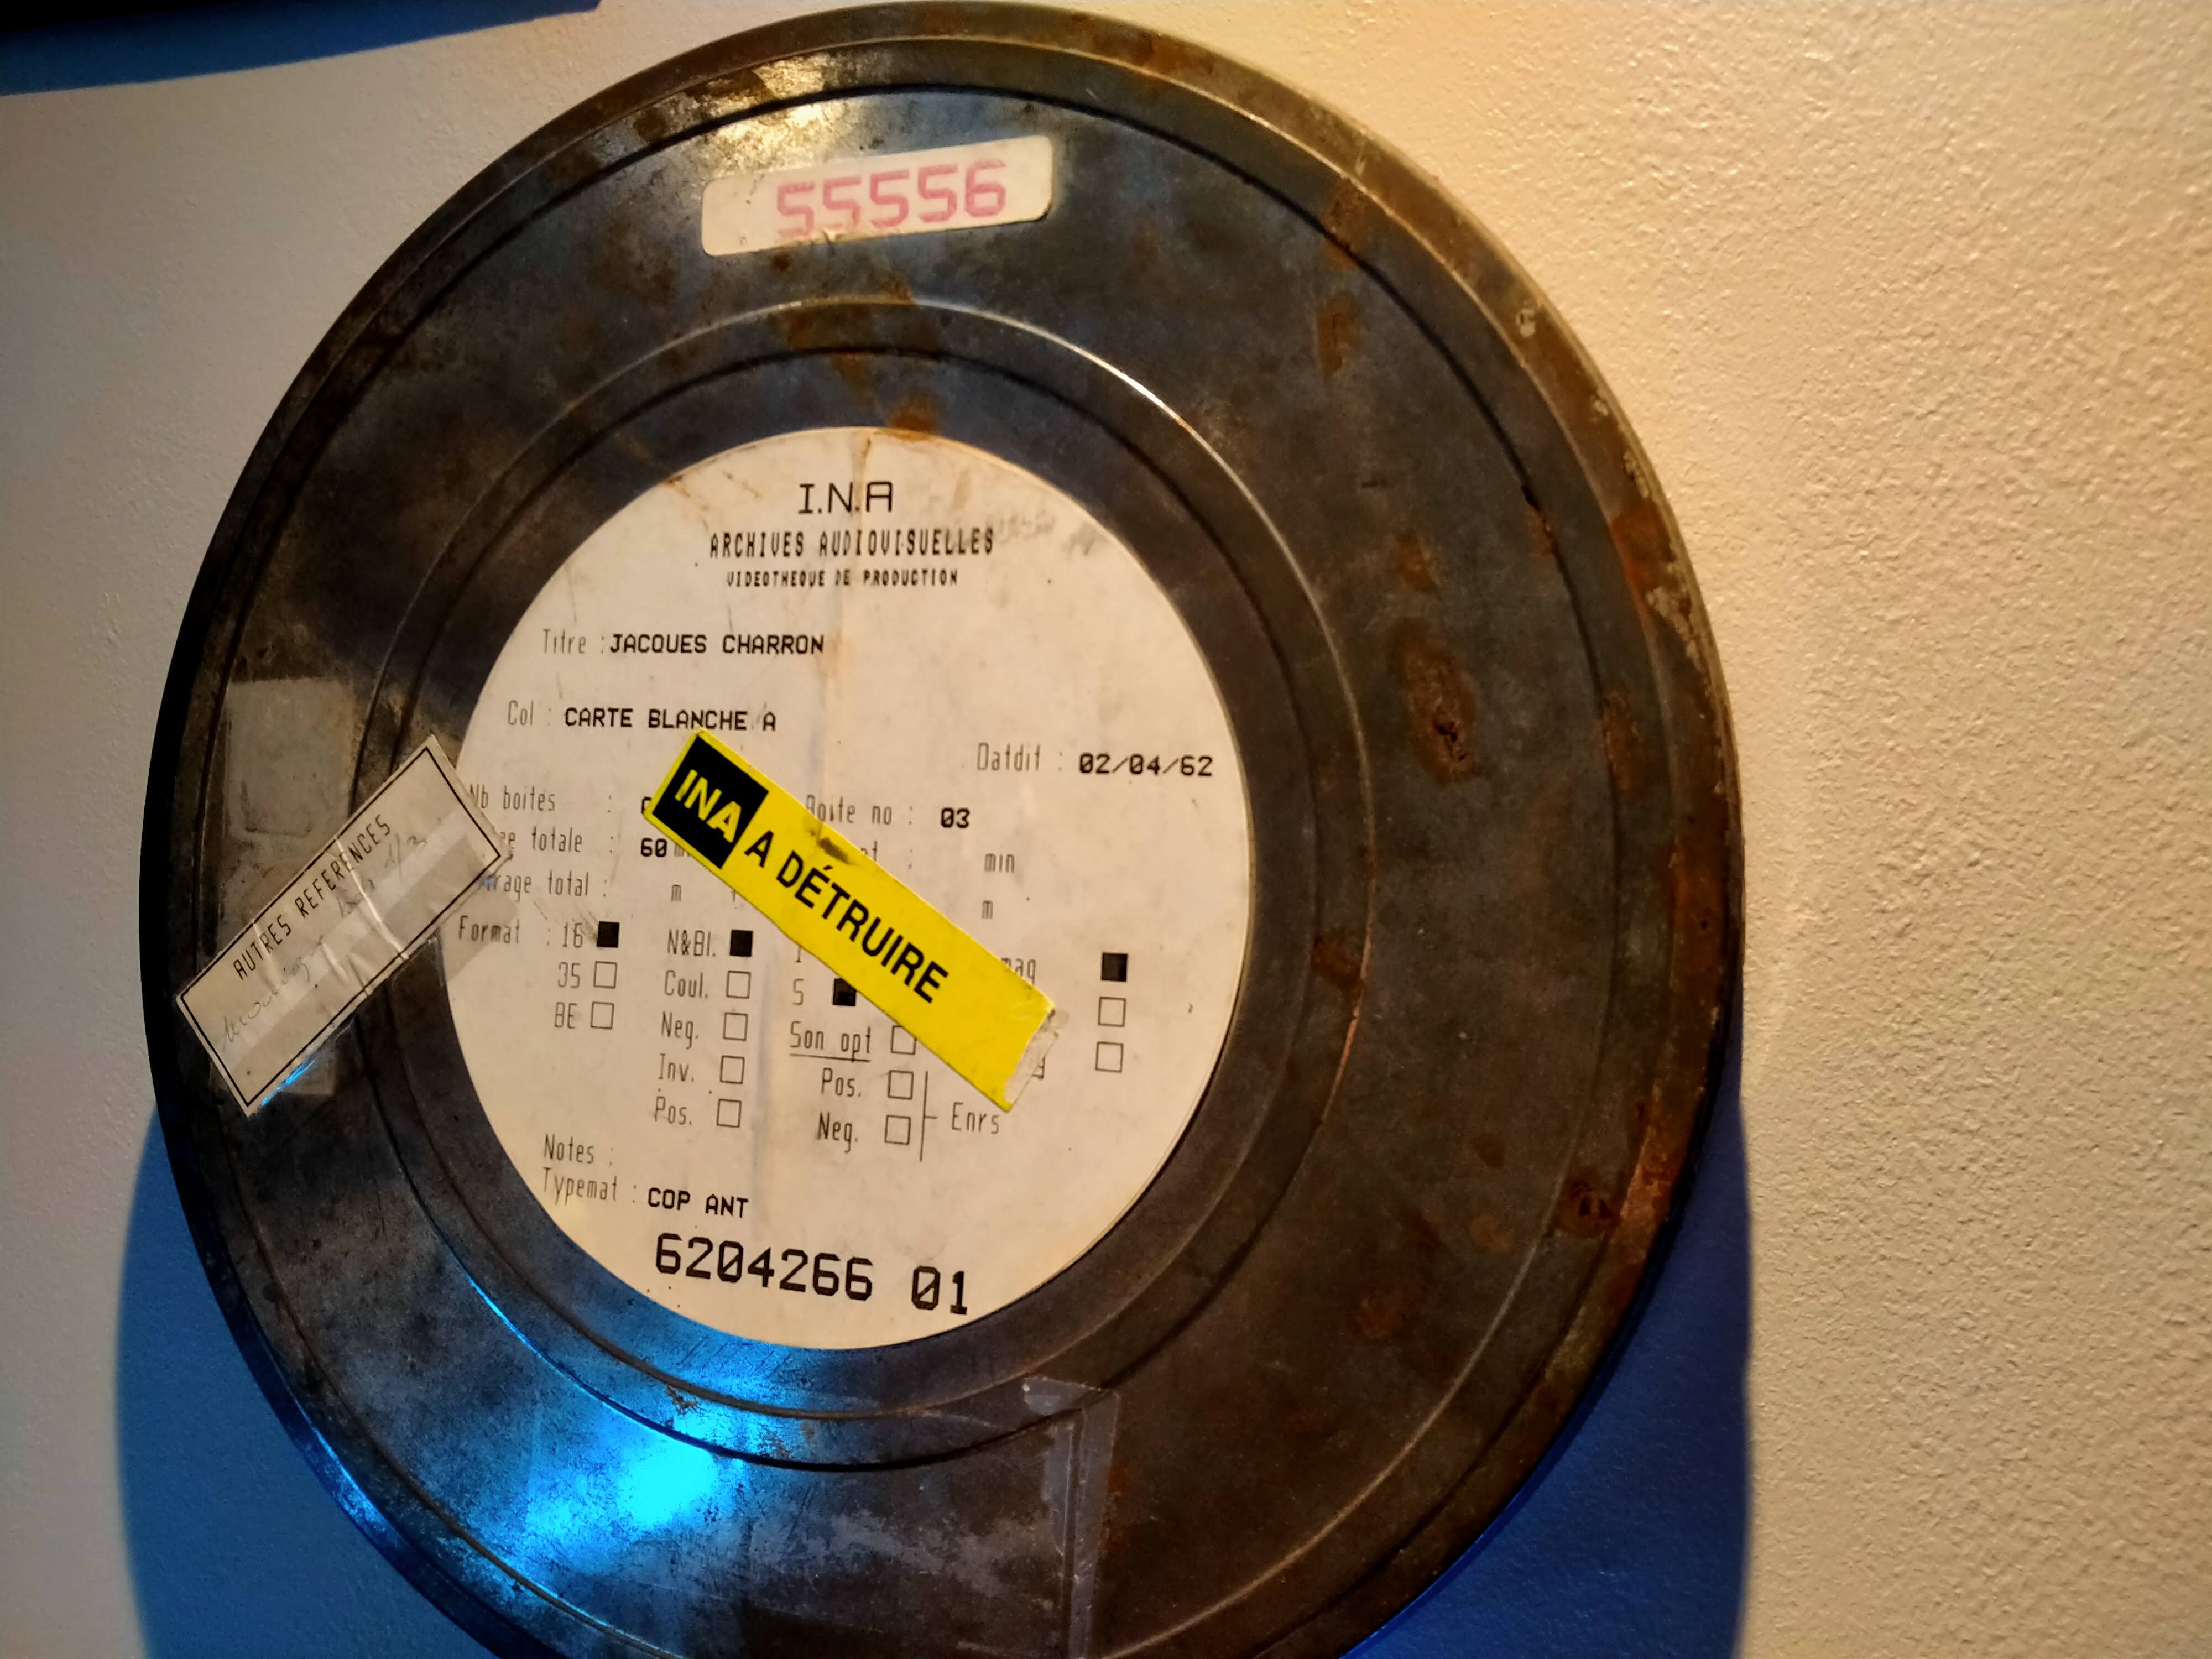 55556
I.N.A
ARCHIVES AUDIOVISUELLES
VIDEOTHEQUE DE PRODUCTION
Titre : JACQUES CHARRON
Col : CARTE BLANCHE A
Datdif : 02/04/62
Nb boites :
Boite no : 03
totale : 60
min
total : m
m
Format : 16
N&Bl.
mag
35
Coul.
S
BE
Neg.
Son opt
Inv.
Pos.
Pos.
Neg.
Enrs
Notes :
Typemat : COP ANT
6204266 01
INA A DÉTRUIRE
AUTRES REFERENCES